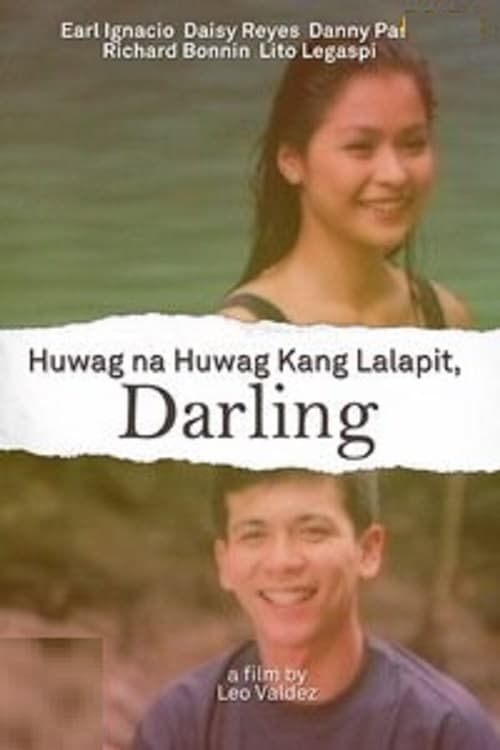 Earl Ignacio Daisy Reyes Danny
Richard Bonnin Lito Legaspi
Huwag na Huwag Kang Lalapit,
Darling
a film by
Leo Valdez